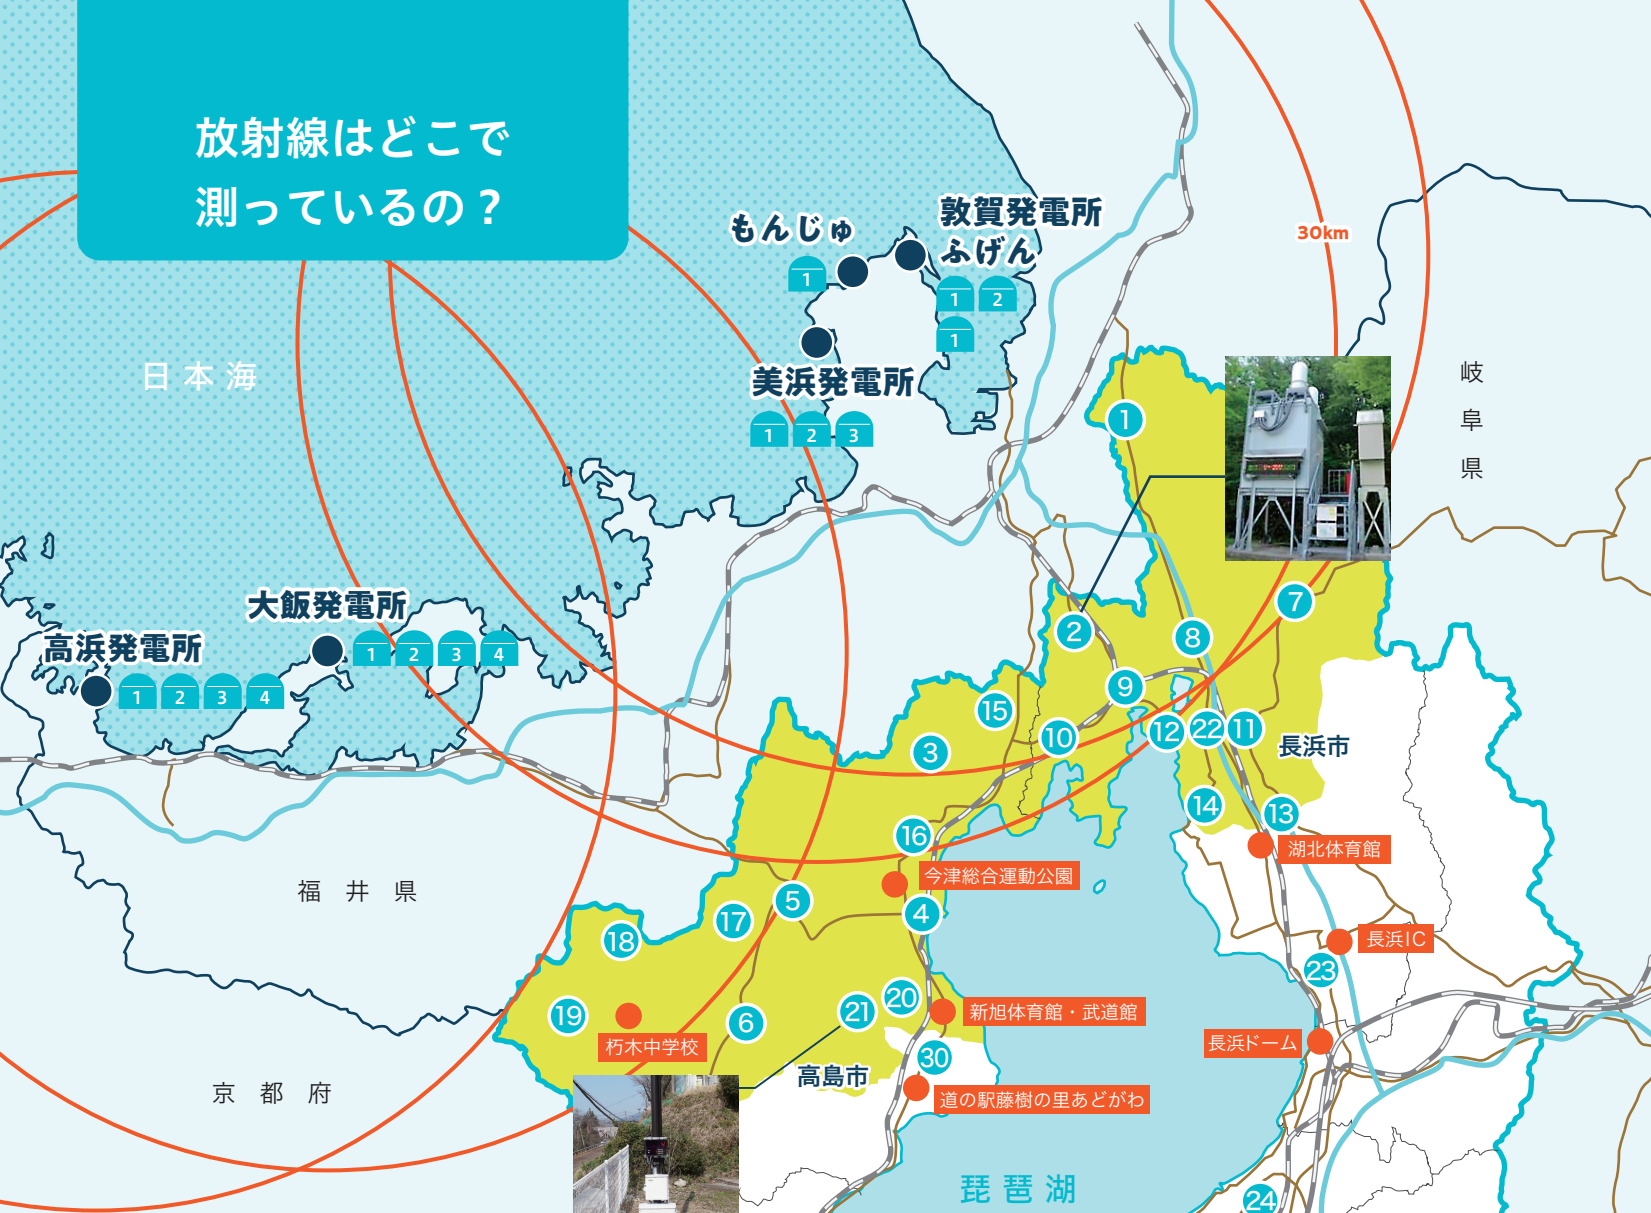 放射線はどこで
測っているの？
日本海
もんじゅ
1
敦賀発電所
ふげん
1 2
1
美浜発電所
1 2 3
大飯発電所
1 2 3 4
高浜発電所
1 2 3 4
30km
岐阜県
福井県
京都府
長浜市
高島市
琵琶湖
1
2
7
8
9
15
3
10
12
22
11
14
13
16
湖北体育館
今津総合運動公園
5
4
17
18
長浜IC
23
19
6
21
20
新旭体育館・武道館
朽木中学校
長浜ドーム
30
道の駅藤樹の里あどがわ
24